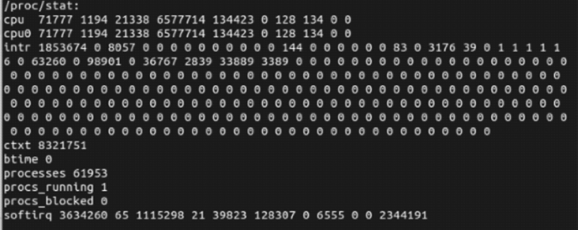 /proc/stat:
cpu 71777 1194 21338 6577714 134423 0 128 134 0 0
cpu0 71777 1194 21338 6577714 134423 0 128 134 0 0
intr 1853674 0 8057 0 0 0 0 0 0 0 0 0 144 0 0 0 0 0 0 83 0 3176 39 0 1 1 1 1 1
6 0 63260 0 98901 0 36767 2839 33889 3389 0 0 0 0 0 0 0 0 0 0 0 0 0 0 0 0 0 0
0 0 0 0 0 0 0 0 0 0 0 0 0 0 0 0 0 0 0 0 0 0 0 0 0 0 0 0 0 0 0 0 0 0 0 0 0 0 0
0 0 0 0 0 0 0 0 0 0 0 0 0 0 0 0 0 0 0 0 0 0 0 0 0 0 0 0 0 0 0 0 0 0 0 0 0 0 0 0
0 0 0 0 0 0 0 0 0 0 0 0 0 0 0 0 0 0 0 0 0 0 0 0 0 0 0 0 0 0 0 0 0 0 0 0 0 0 0
0 0 0 0 0 0 0 0 0 0 0 0 0 0 0 0 0 0 0 0 0 0 0 0 0 0 0 0 0 0 0 0 0 0 0 0 0 0 0 0
0 0 0 0 0 0 0 0 0 0 0 0 0 0 0 0 0 0 0 0 0 0 0 0 0 0 0 0 0 0 0 0 0 0
ctxt 8321751
btime 0
processes 61953
procs_running 1
procs_blocked 0
softirq 3634260 65 1115298 21 39823 128307 0 6555 0 0 2344191